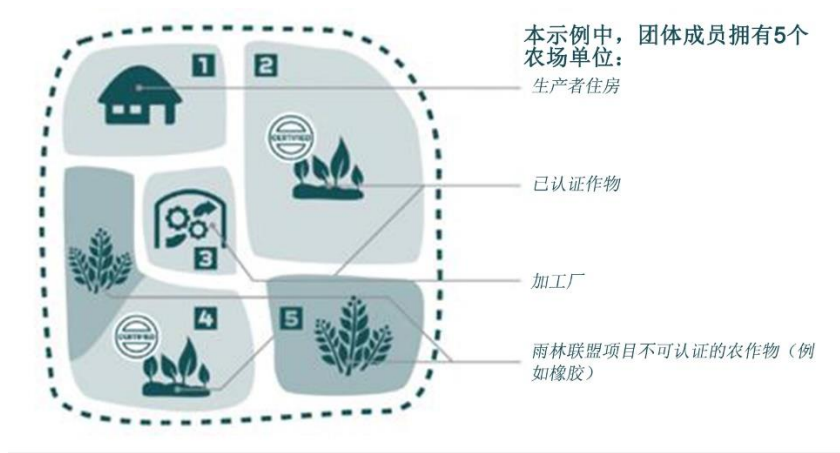 本示例中，团体成员拥有5个
农场单位：
生产者住房
已认证作物
加工厂
雨林联盟项目不可认证的农作物（例
如橡胶）
1
2
CERTIFIED
3
4
CERTIFIED
5